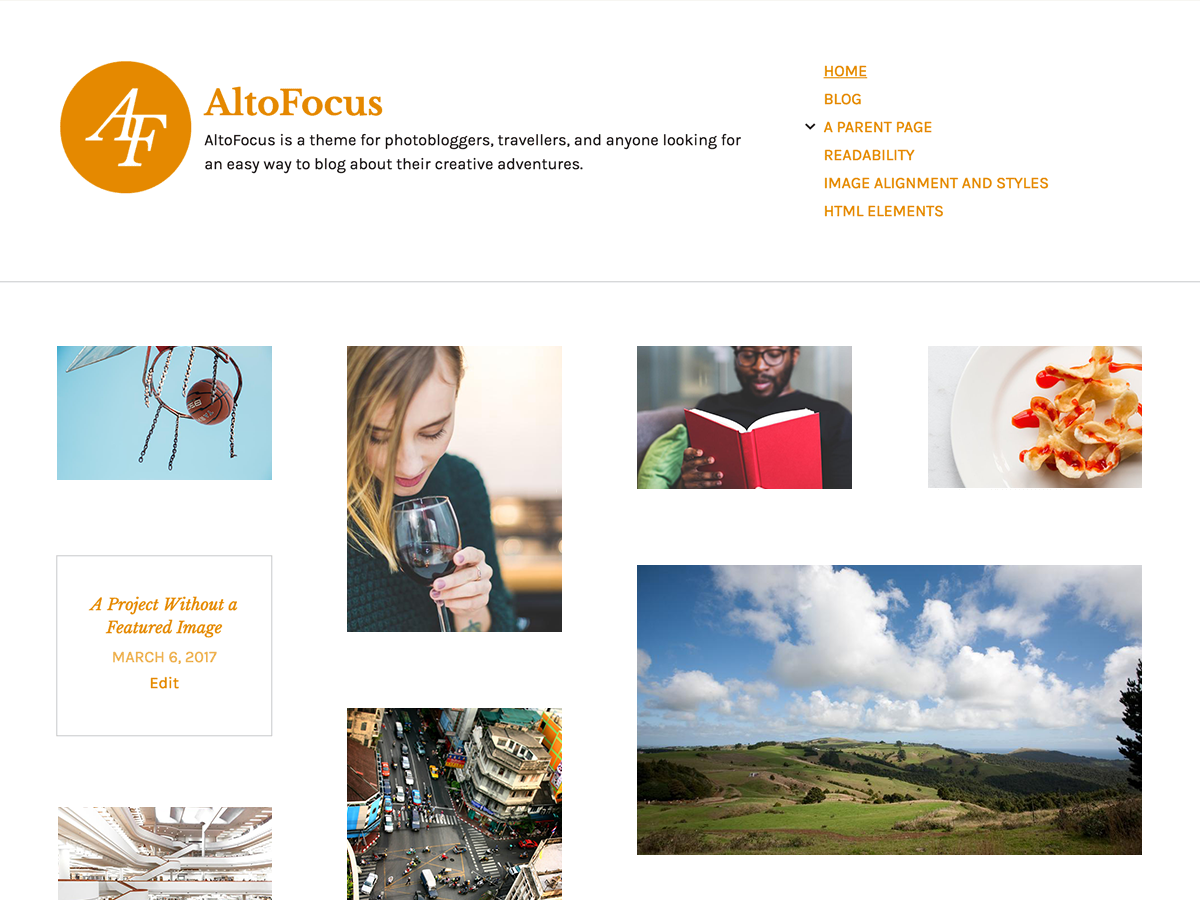 AF
AltoFocus
AltoFocus is a theme for photobloggers, travellers, and anyone looking for
an easy way to blog about their creative adventures.
HOME
BLOG
A PARENT PAGE
READABILITY
IMAGE ALIGNMENT AND STYLES
HTML ELEMENTS
A Project Without a
Featured Image
MARCH 6, 2017
Edit